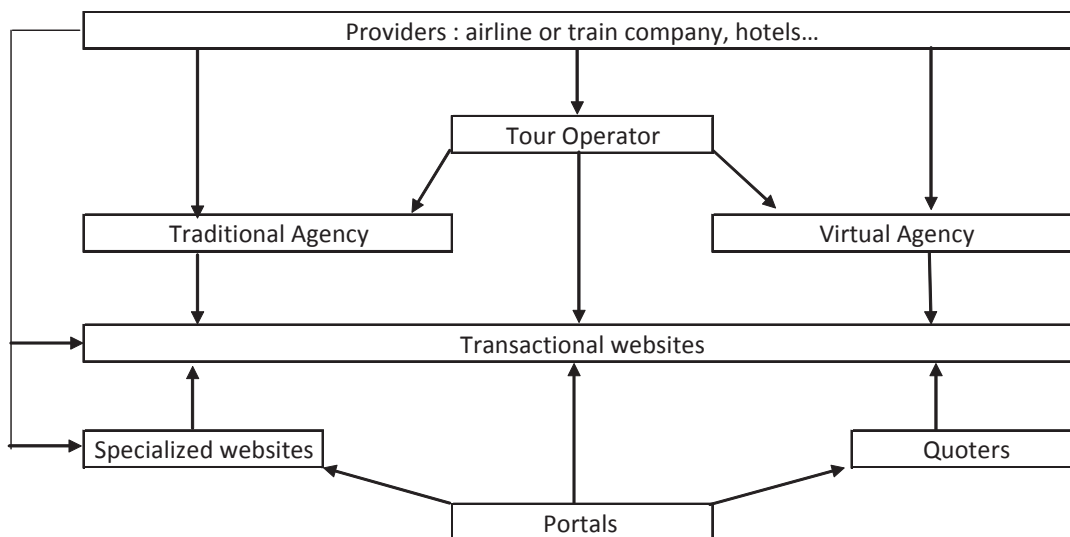 Providers : airline or train company, hotels…
Tour Operator
Traditional Agency
Virtual Agency
Transactional websites
Specialized websites
Quoters
Portals